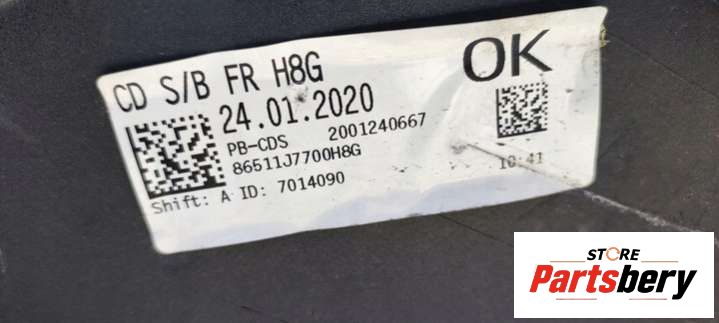 CD S/B FR H8G
OK
24.01.2020
PB-CDS 2001240667
86511J7700H8G
10:41
Shift: A ID: 7014090
STORE
Partsbery